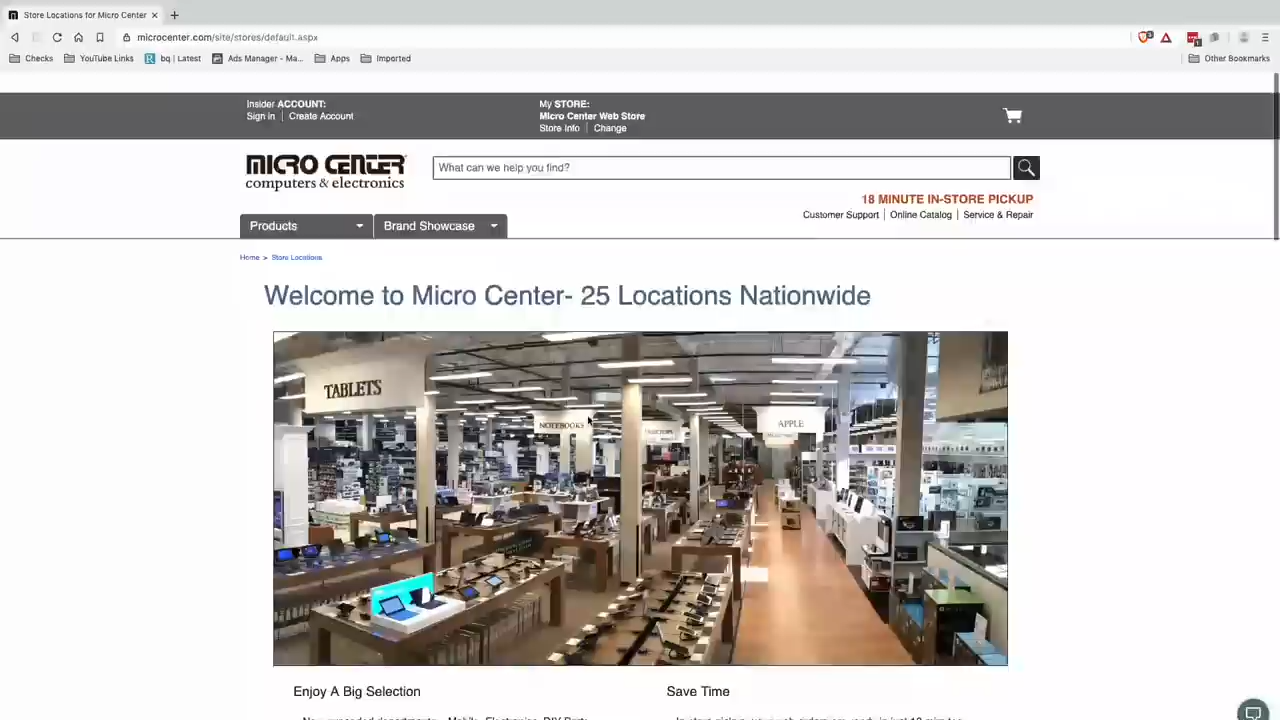 Store Locations for Micro Center
microcenter.com/site/stores/default.aspx
Checks
YouTube Links
bq | Latest
Ads Manager - Ma...
Apps
Imported
Other Bookmarks
Insider ACCOUNT:
Sign in | Create Account
My STORE:
Micro Center Web Store
Store Info | Change
MICRO CENTER
computers & electronics
What can we help you find?
18 MINUTE IN-STORE PICKUP
Customer Support | Online Catalog | Service & Repair
Products
Brand Showcase
Home > Store Locations
Welcome to Micro Center- 25 Locations Nationwide
TABLETS
NOTEBOOKS
APPLE
Enjoy A Big Selection
Save Time